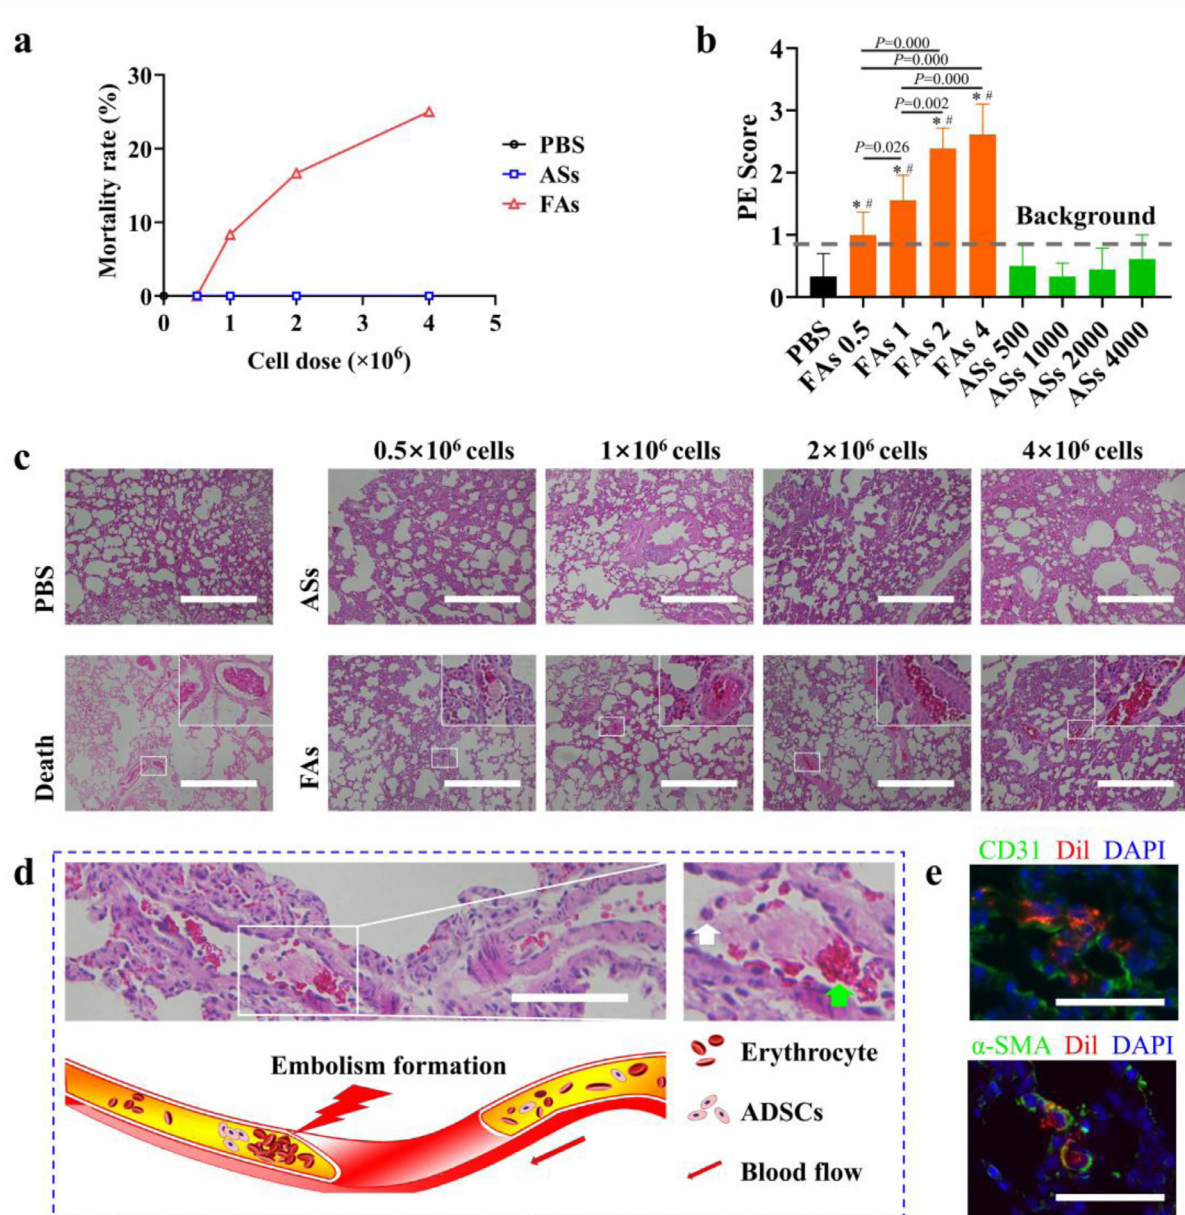 a
Mortality rate (%)
30
20
10
0
0 1 2 3 4 5
Cell dose (×10⁶)
PBS
ASs
FAs
b
PE Score
4
3
2
1
0
P=0.000
P=0.000
P=0.000
P=0.002
P=0.026
* #
* #
* #
* #
Background
PBS
FAs 0.5
FAs 1
FAs 2
FAs 4
ASs 500
ASs 1000
ASs 2000
ASs 4000
c
0.5×10⁶ cells 1×10⁶ cells 2×10⁶ cells 4×10⁶ cells
PBS
ASs
Death
FAs
d
Embolism formation
Erythrocyte
ADSCs
Blood flow
e
CD31 Dil DAPI
α-SMA Dil DAPI